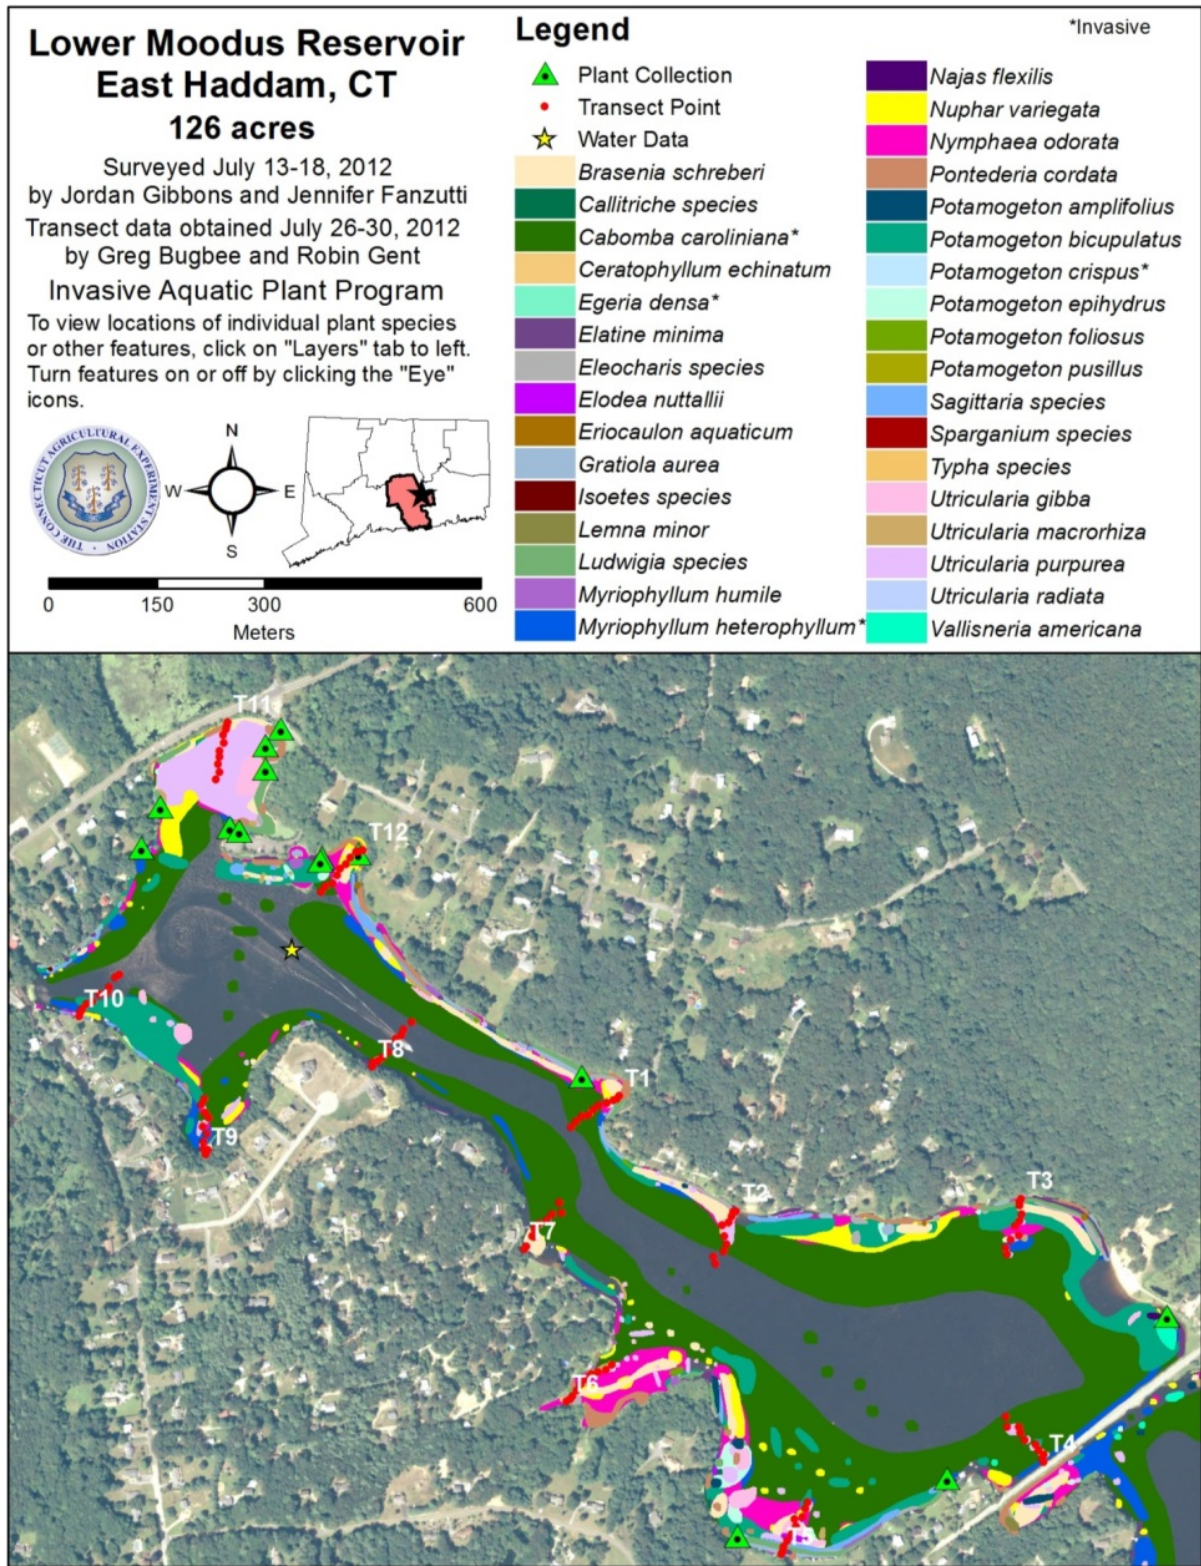 Lower Moodus Reservoir
East Haddam, CT
126 acres
Surveyed July 13-18, 2012
by Jordan Gibbons and Jennifer Fanzutti
Transect data obtained July 26-30, 2012
by Greg Bugbee and Robin Gent
Invasive Aquatic Plant Program
To view locations of individual plant species
or other features, click on "Layers" tab to left.
Turn features on or off by clicking the "Eye"
icons.
THE CONNECTICUT AGRICULTURAL EXPERIMENT STATION
N
W
E
S
0 150 300 600
Meters
Legend
*Invasive
Plant Collection
Transect Point
Water Data
Brasenia schreberi
Callitriche species
Cabomba caroliniana*
Ceratophyllum echinatum
Egeria densa*
Elatine minima
Eleocharis species
Elodea nuttallii
Eriocaulon aquaticum
Gratiola aurea
Isoetes species
Lemna minor
Ludwigia species
Myriophyllum humile
Myriophyllum heterophyllum*
Najas flexilis
Nuphar variegata
Nymphaea odorata
Pontederia cordata
Potamogeton amplifolius
Potamogeton bicupulatus
Potamogeton crispus*
Potamogeton epihydrus
Potamogeton foliosus
Potamogeton pusillus
Sagittaria species
Sparganium species
Typha species
Utricularia gibba
Utricularia macrorhiza
Utricularia purpurea
Utricularia radiata
Vallisneria americana
T11
T12
T10
T8
T1
T9
T2
T3
T7
T6
T4